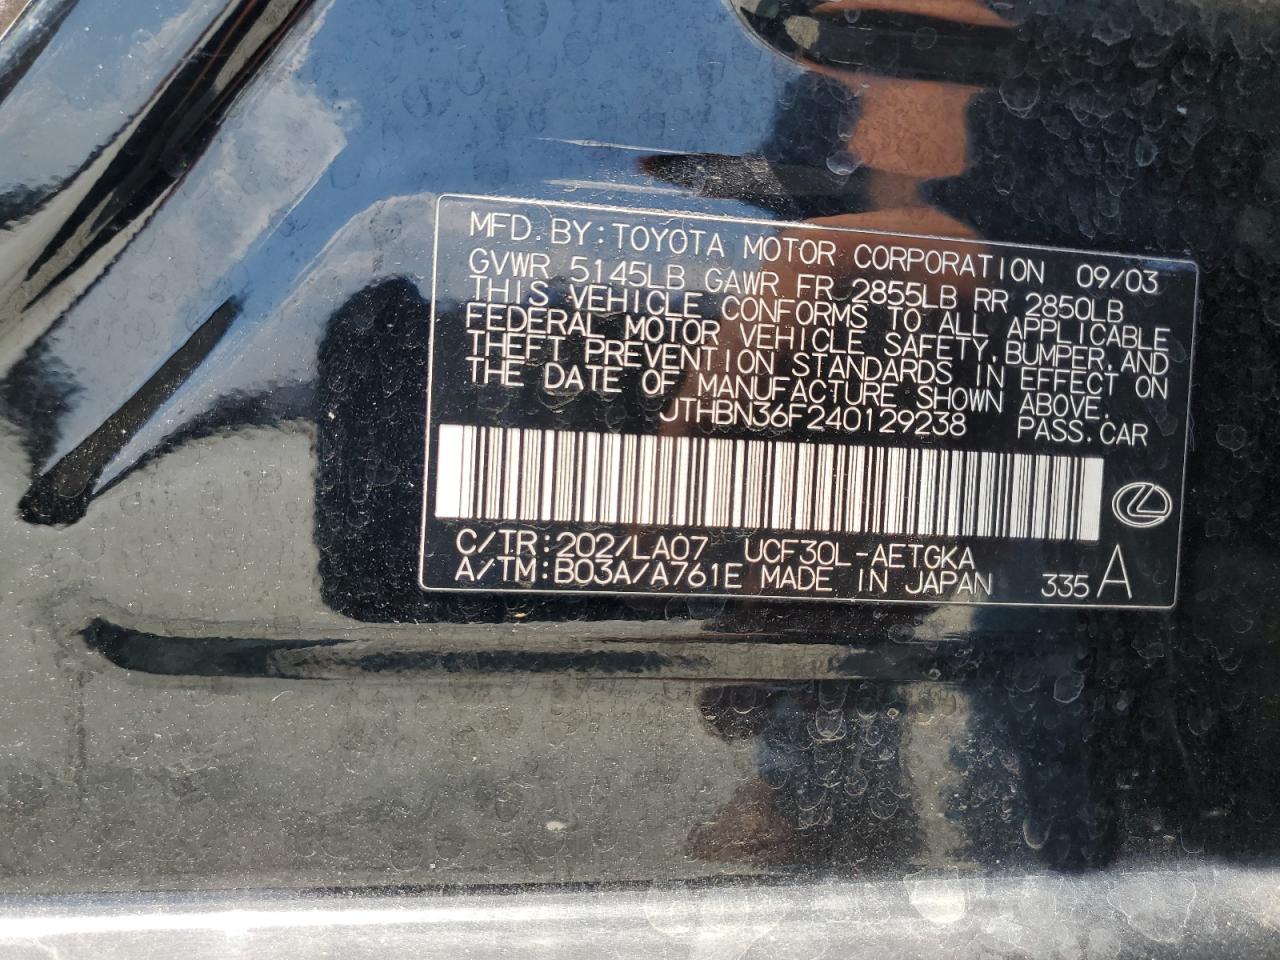 MFD. BY: TOYOTA MOTOR CORPORATION 09/03
GVWR 5145LB GAWR FR 2855LB RR 2850LB
THIS VEHICLE CONFORMS TO ALL APPLICABLE
FEDERAL MOTOR VEHICLE SAFETY, BUMPER, AND
THEFT PREVENTION STANDARDS IN EFFECT ON
THE DATE OF MANUFACTURE SHOWN ABOVE.
JTHBN36F240129238 PASS. CAR
C/TR: 202/LA07 UCF30L-AETGKA
A/TM: B03A/A761E MADE IN JAPAN 335 A